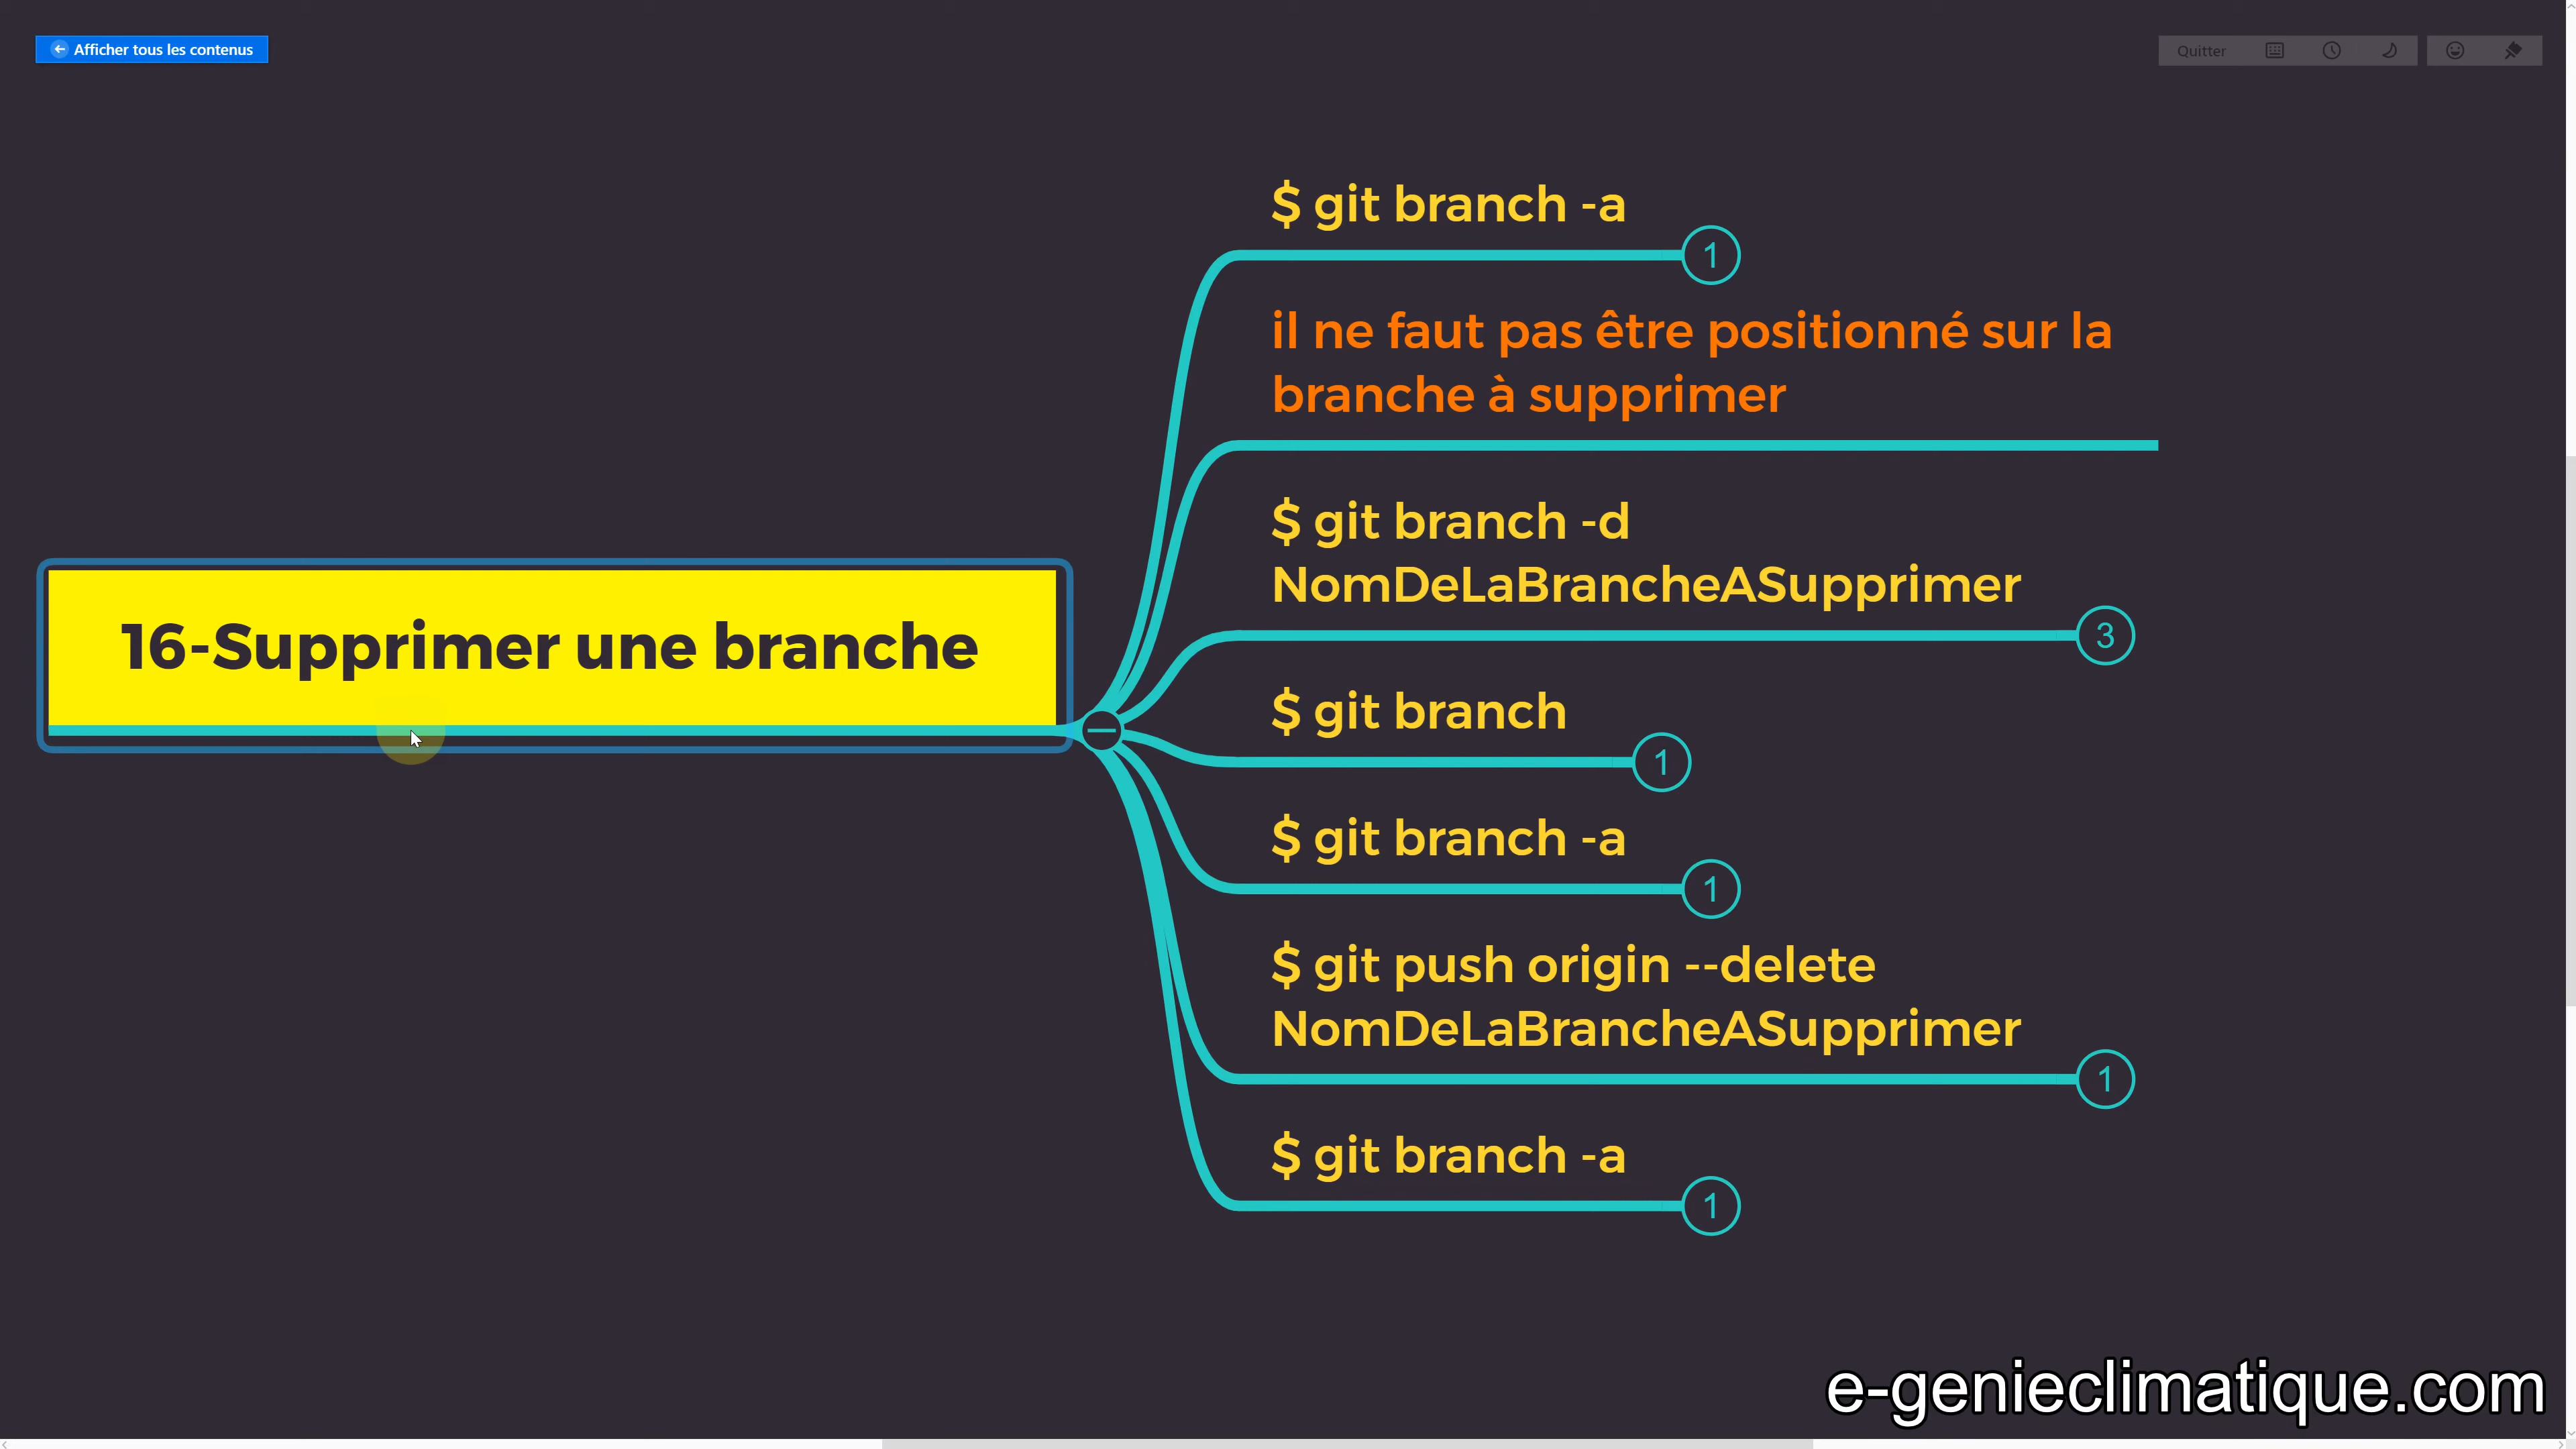 Afficher tous les contenus
Quitter
$ git branch -a
1
il ne faut pas être positionné sur la
branche à supprimer
$ git branch -d
NomDeLaBrancheASupprimer
3
16-Supprimer une branche
$ git branch
1
$ git branch -a
1
$ git push origin --delete
NomDeLaBrancheASupprimer
1
$ git branch -a
1
e-genieclimatique.com